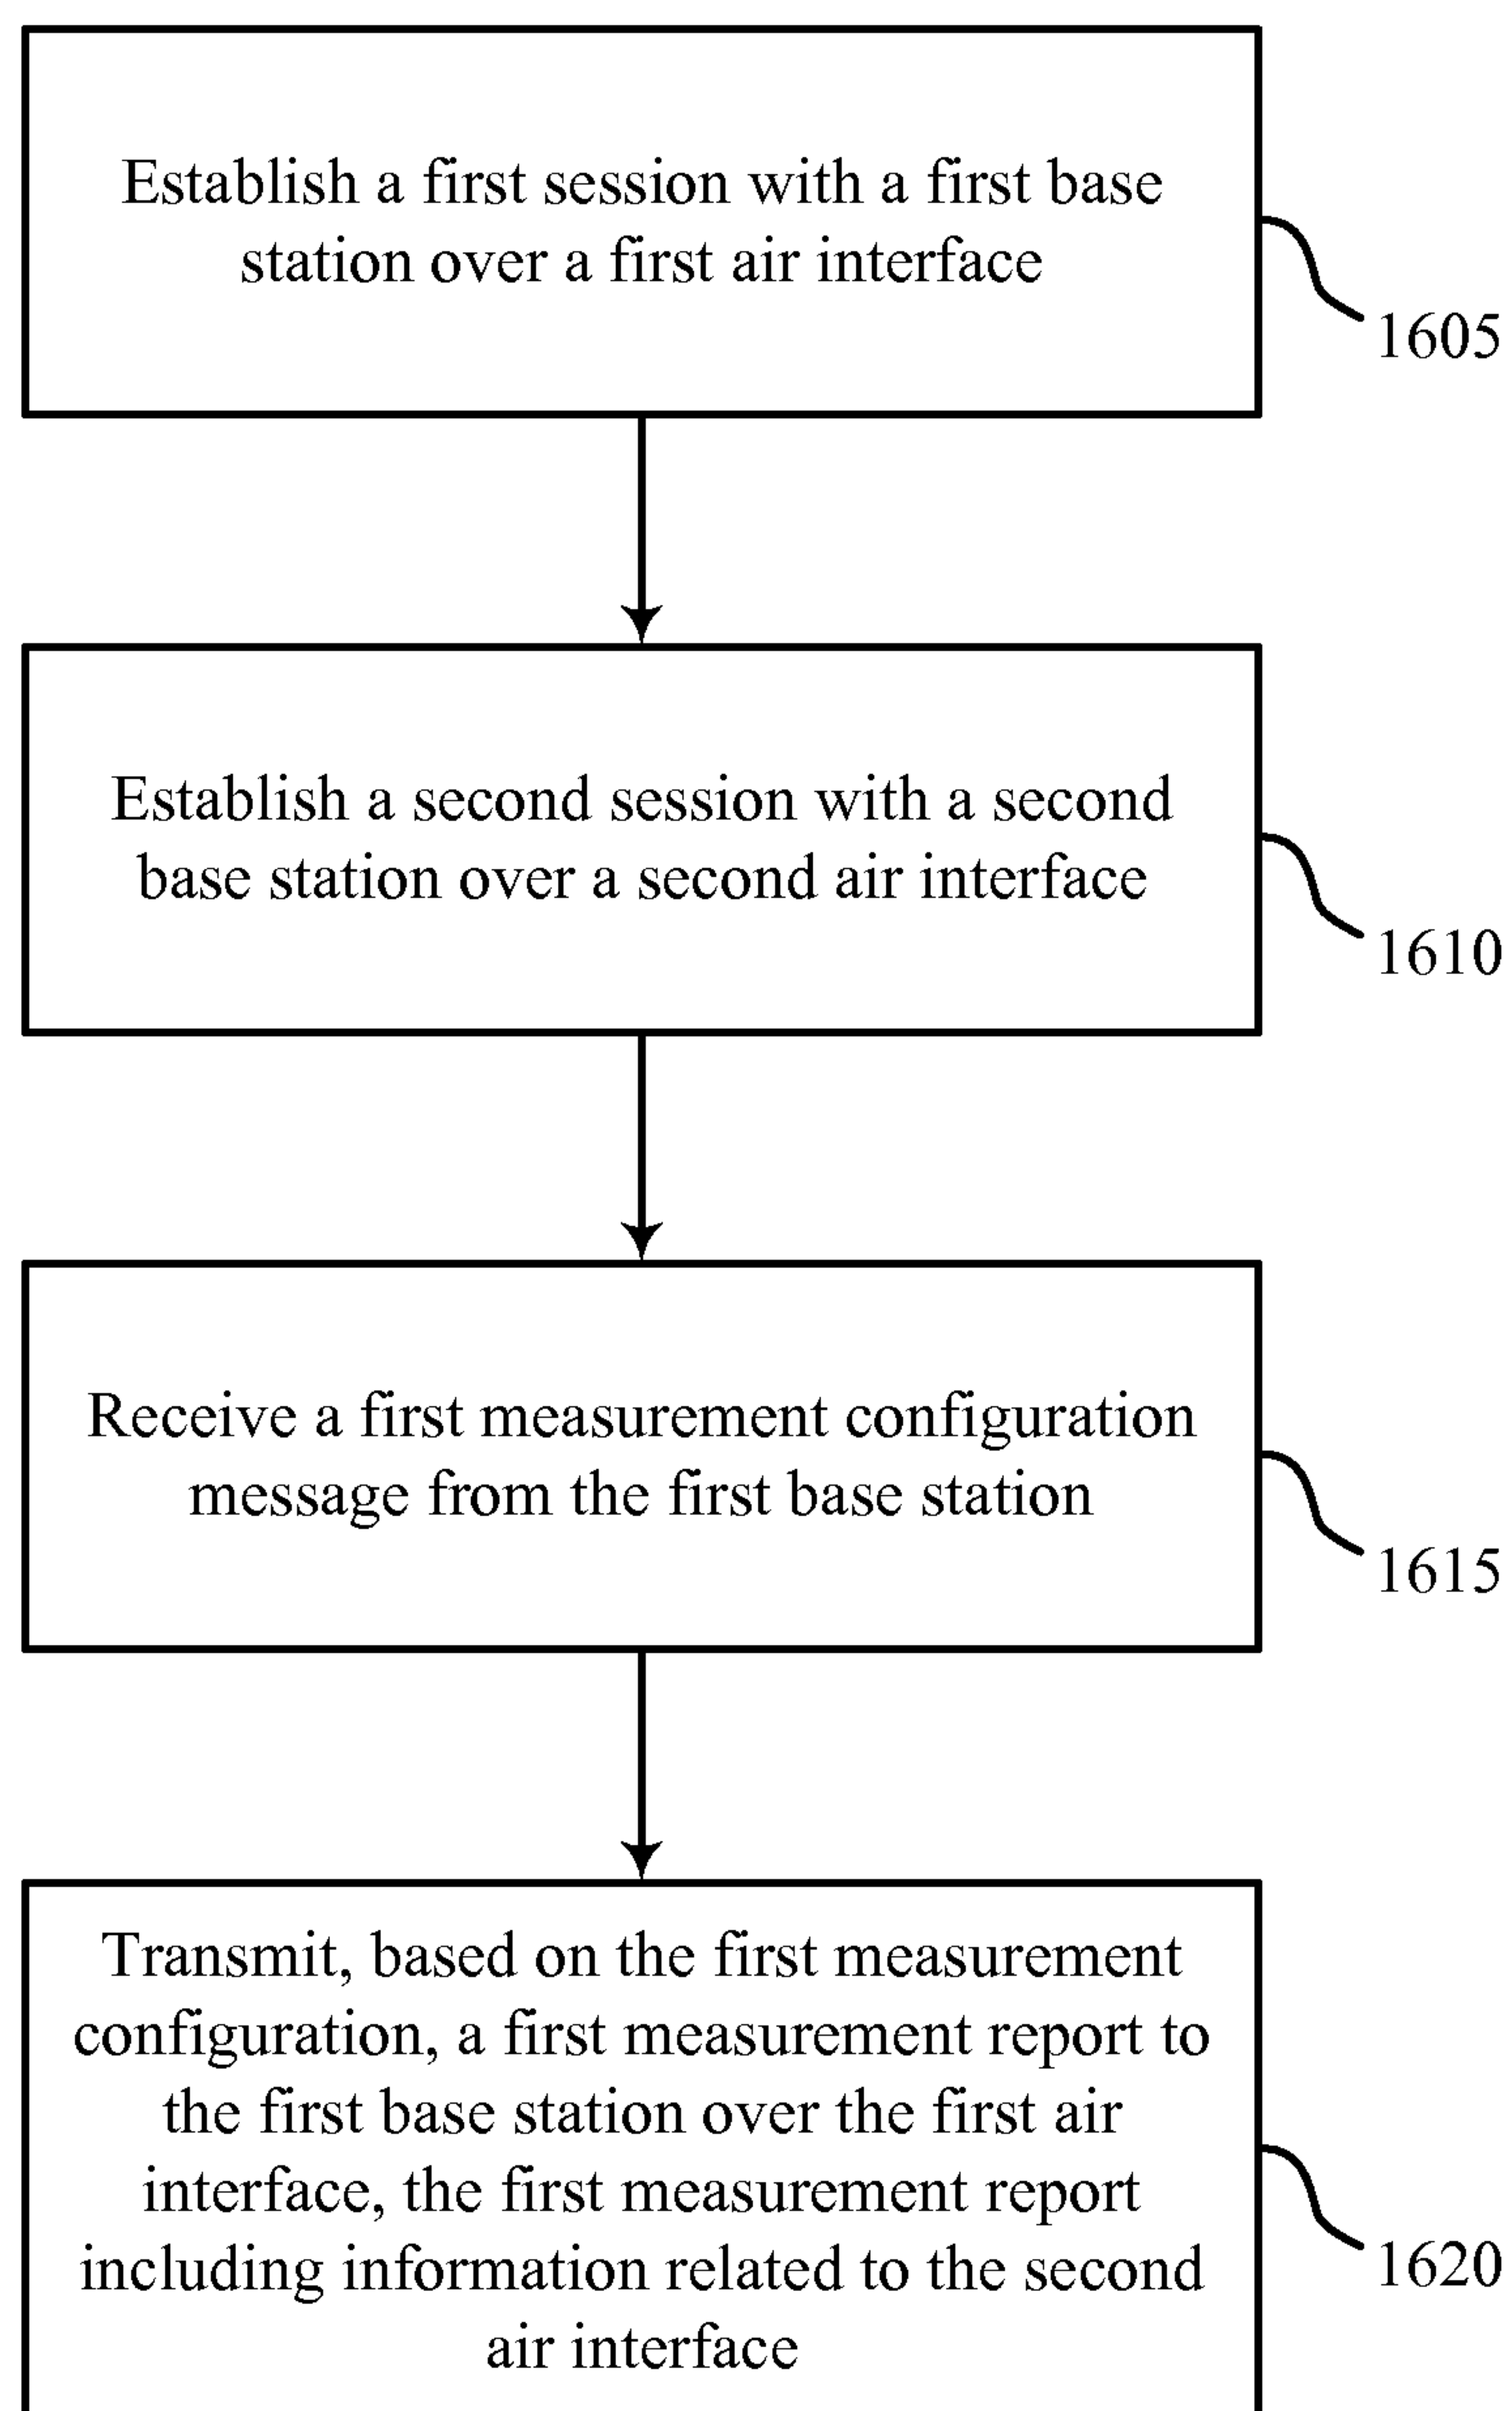 Establish a first session with a first base
station over a first air interface
1605
Establish a second session with a second
base station over a second air interface
1610
Receive a first measurement configuration
message from the first base station
1615
Transmit, based on the first measurement
configuration, a first measurement report to
the first base station over the first air
interface, the first measurement report
including information related to the second
air interface
1620